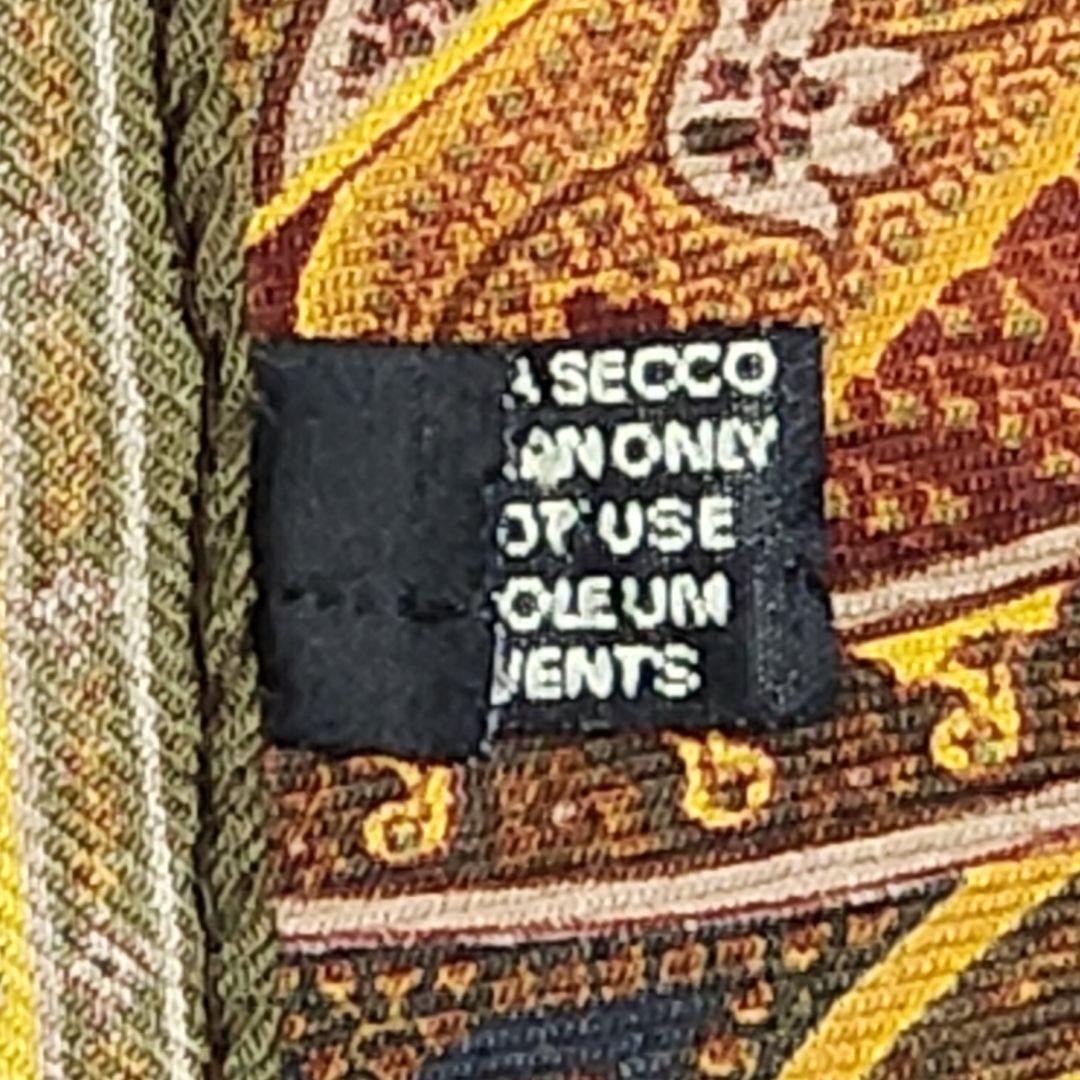 A SECCO
AN ONLY
OT USE
OLEUM
VENTS